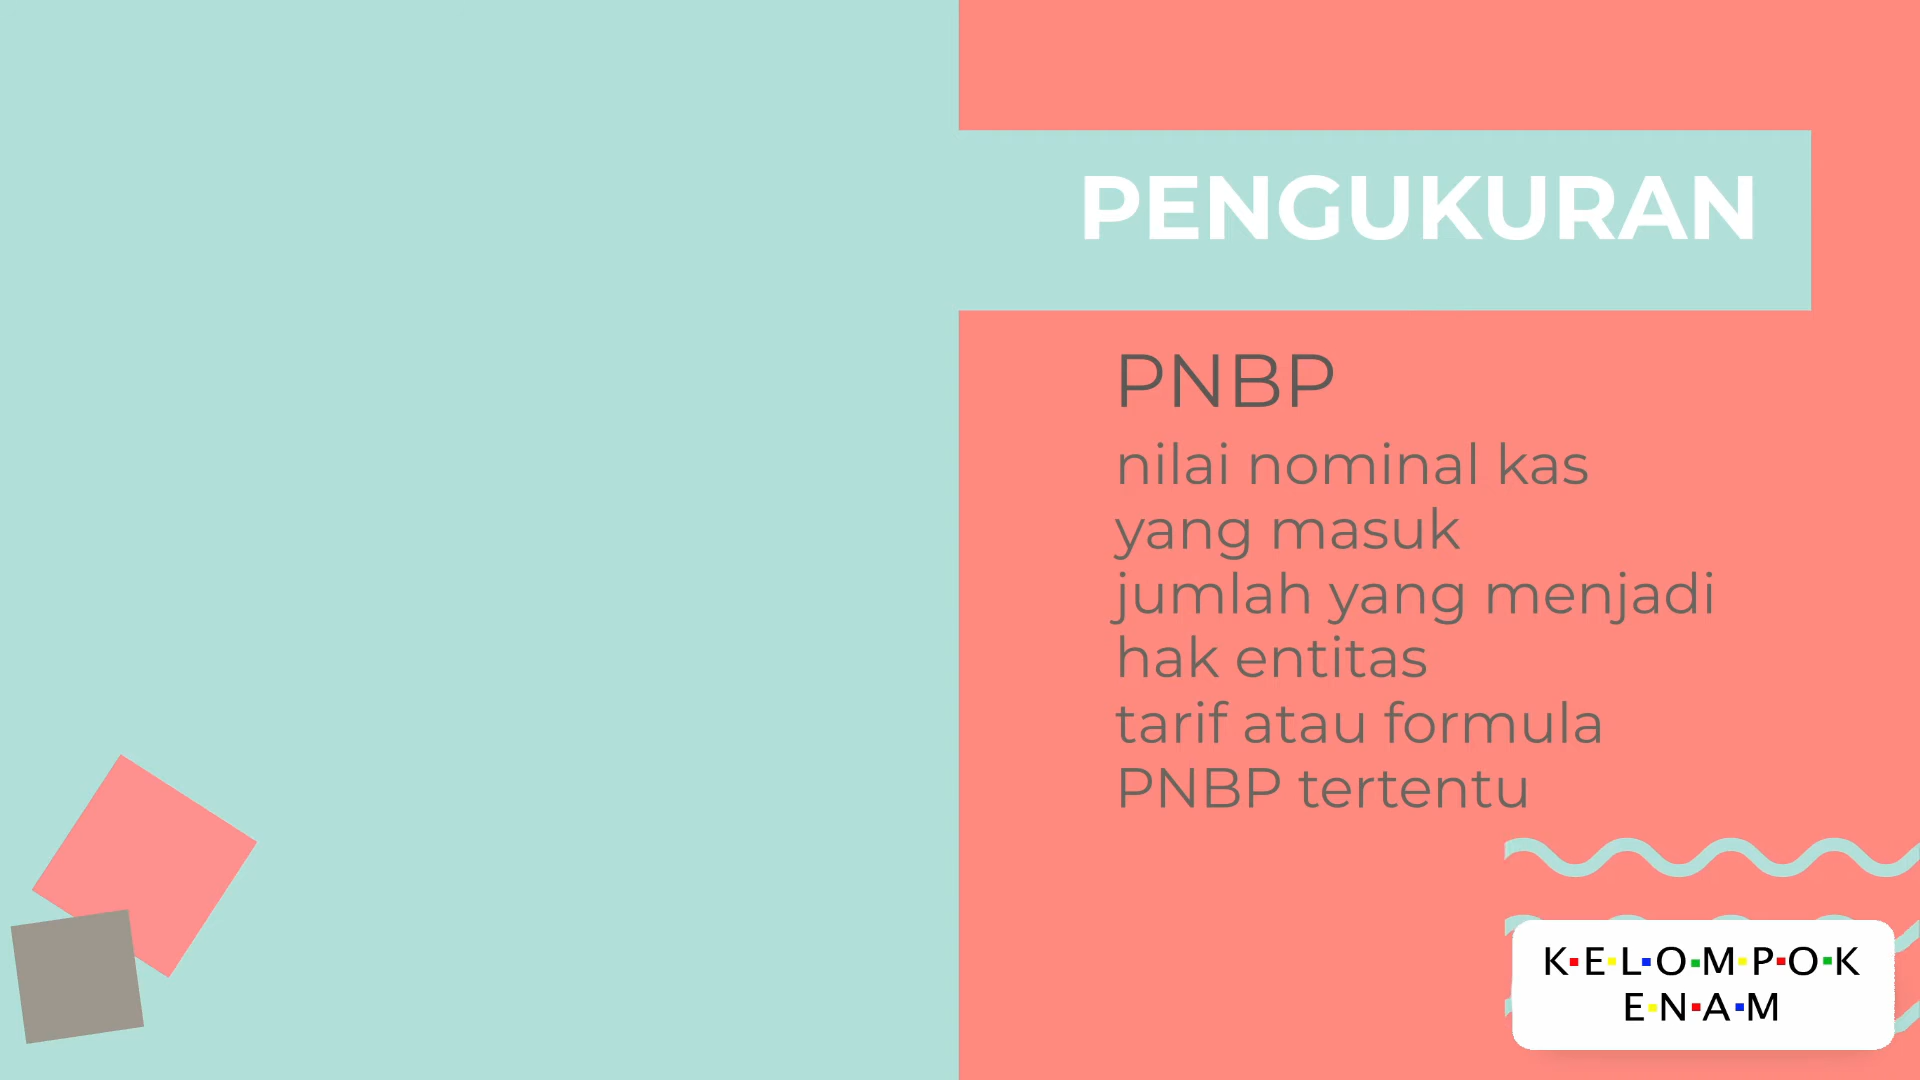 PENGUKURAN
PNBP
nilai nominal kas
yang masuk
jumlah yang menjadi
hak entitas
tarif atau formula
PNBP tertentu
K·E·L·O·M·P·O·K
E·N·A·M